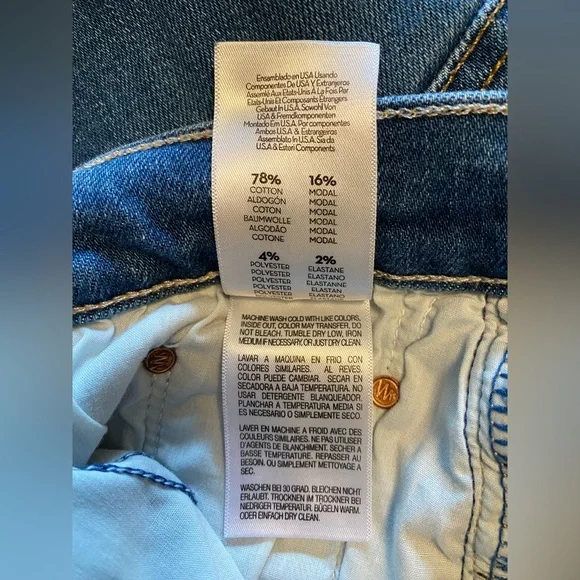 Ensamblado en USA Usando
Componentes De USA Y Extranjeros
Assemblé Aux Etats-Unis À La Fois Par
Etats-Unis Et Composants Étrangers
Gebaut In U.S.A. Sowohl Von
USA & Fremdkomponenten
Montado Em U.S.A. Por Componentes
Ambos U.S.A & Estrangeiros
Assemblato In U.S.A. Sia da
U.S.A & Esteri Components
78% 16%
COTTON MODAL
ALDOGÓN MODAL
COTON MODAL
BAUMWOLLE MODAL
ALGODÃO MODAL
COTONE MODAL
4% 2%
POLYESTER ELASTANE
POLYESTER ELASTANO
POLYESTER ELASTHANNE
POLYESTER ELASTAN
POLYESTER ELASTANO
MACHINE WASH COLD WITH LIKE COLORS,
INSIDE OUT, COLOR MAY TRANSFER, DO
NOT BLEACH. TUMBLE DRY LOW, IRON
MEDIUM IF NECESSARY, OR JUST DRY CLEAN.
LAVAR A MAQUINA EN FRIO CON
COLORES SIMILARES. AL REVES.
COLOR PUEDE CAMBIAR. SECAR EN
SECADORA A BAJA TEMPERATURA. NO
USAR DETERGENTE BLANQUEADOR.
PLANCHAR A TEMPERATURA MEDIA SI
ES NECESARIO O SIMPLEMENT SECO.
LAVER EN MACHINE A FROID AVEC DES
COULEURS SIMILAIRES. NE PAS UTILISER
D'AGENTS DE BLANCHIMENT. SECHER A
BASSE TEMPERATURE. REPASSER AU
BESOIN. OU SIMPLEMENT METTOYAGE A
SEC.
WASCHEN BEI 30 GRAD. BLEICHEN NICHT
ERLAUBT. TROCKNEN IM TROCKNER BEI
NIEDRIGER TEMPERATUR. BÜGELN WARM.
ODER EINFACH DRY CLEAN.